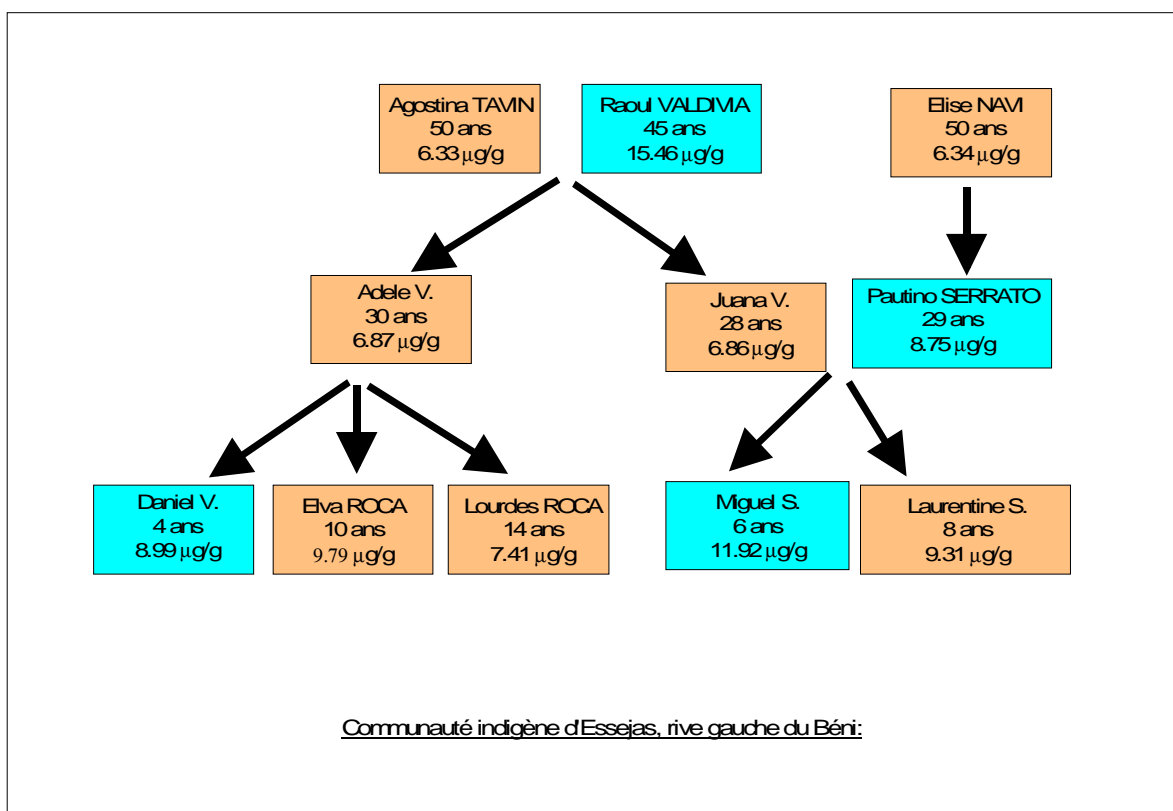 Agostina TAVIN
50 ans
6.33 µg/g
Raoul VALDIVIA
45 ans
15.46 µg/g
Elise NAVI
50 ans
6.34 µg/g
Adele V.
30 ans
6.87 µg/g
Juana V.
28 ans
6.86 µg/g
Pautino SERRATO
29 ans
8.75 µg/g
Daniel V.
4 ans
8.99 µg/g
Elva ROCA
10 ans
9.79 µg/g
Lourdes ROCA
14 ans
7.41 µg/g
Miguel S.
6 ans
11.92 µg/g
Laurentine S.
8 ans
9.31 µg/g
Communauté indigène d'Essejas, rive gauche du Béni: